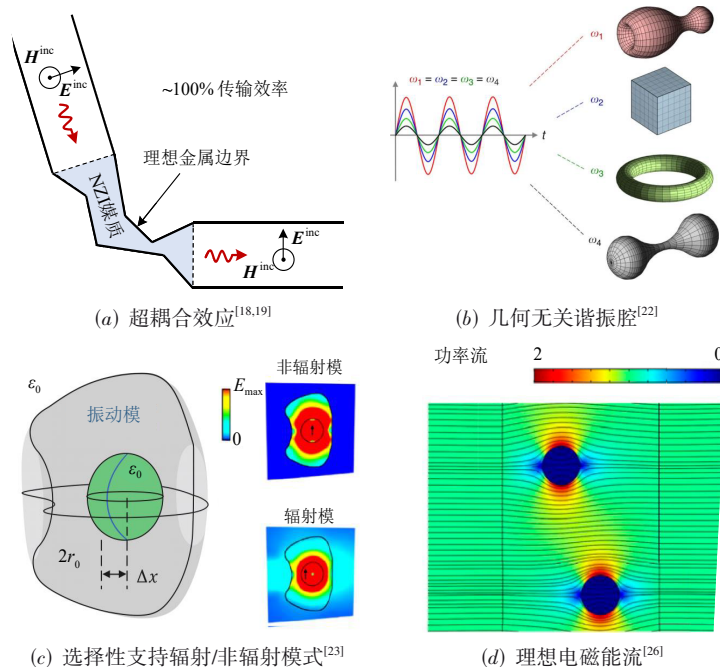 H^inc
E^inc
~100% 传输效率
理想金属边界
NZI媒质
E^inc
H^inc
(a) 超耦合效应[18,19]
ω1 = ω2 = ω3 = ω4
t
ω1
ω2
ω3
ω4
(b) 几何无关谐振腔[22]
ε0
振动模
ε0
2r0
Δx
Emax
0
非辐射模
辐射模
(c) 选择性支持辐射/非辐射模式[23]
功率流
2
0
(d) 理想电磁能流[26]